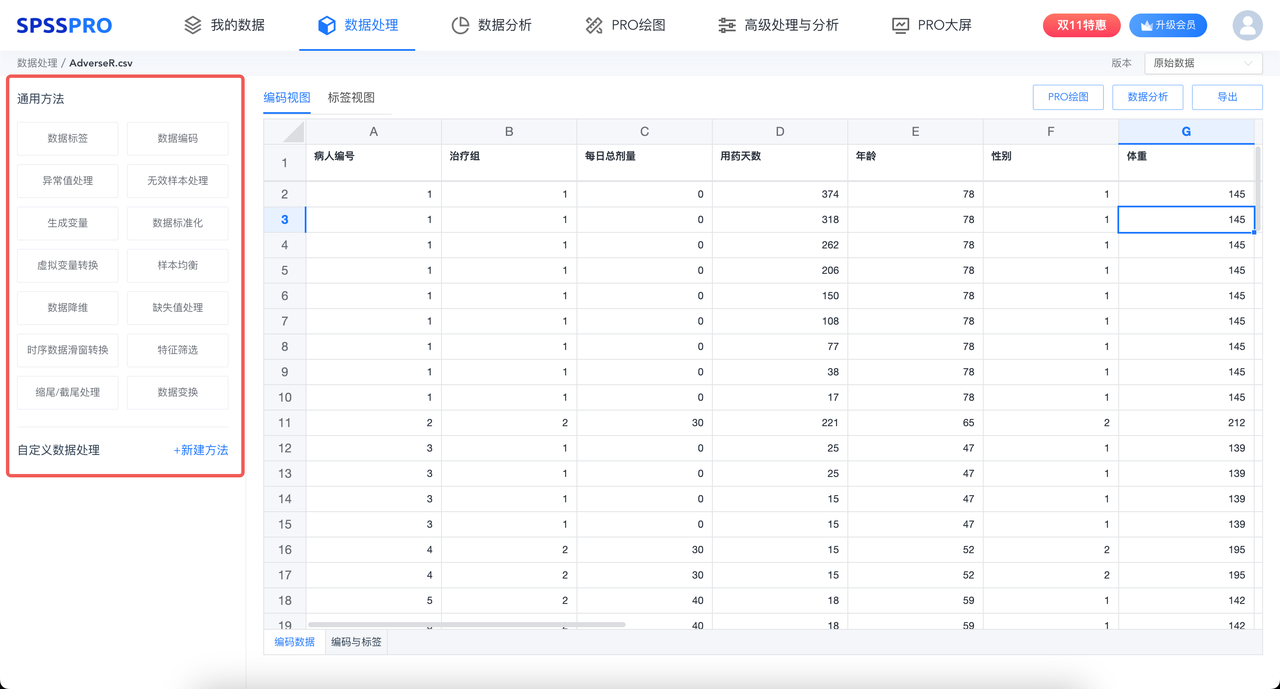 SPSSPRO 我的数据 数据处理 数据分析 PRO绘图 高级处理与分析 PRO大屏 双11特惠 升级会员
数据处理 / AdverseR.csv 版本 原始数据
通用方法
数据标签 数据编码
异常值处理 无效样本处理
生成变量 数据标准化
虚拟变量转换 样本均衡
数据降维 缺失值处理
时序数据滑窗转换 特征筛选
缩尾/截尾处理 数据变换
自定义数据处理 +新建方法
编码视图 标签视图 PRO绘图 数据分析 导出
A B C D E F G
1 病人编号 治疗组 每日总剂量 用药天数 年龄 性别 体重
2 1 1 0 374 78 1 145
3 1 1 0 318 78 1 145
4 1 1 0 262 78 1 145
5 1 1 0 206 78 1 145
6 1 1 0 150 78 1 145
7 1 1 0 108 78 1 145
8 1 1 0 77 78 1 145
9 1 1 0 38 78 1 145
10 1 1 0 17 78 1 145
11 2 2 30 221 65 2 212
12 3 1 0 25 47 1 139
13 3 1 0 25 47 1 139
14 3 1 0 15 47 1 139
15 3 1 0 15 47 1 139
16 4 2 30 15 52 2 195
17 4 2 30 15 52 2 195
18 5 2 40 18 59 1 142
19 40 18 59 1 142
编码数据 编码与标签